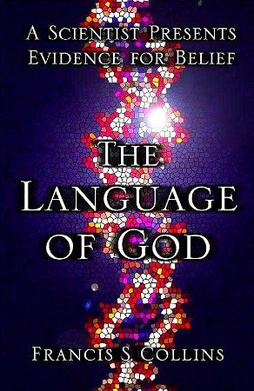 A Scientist Presents
Evidence for Belief
The
Language
of God
Francis S. Collins